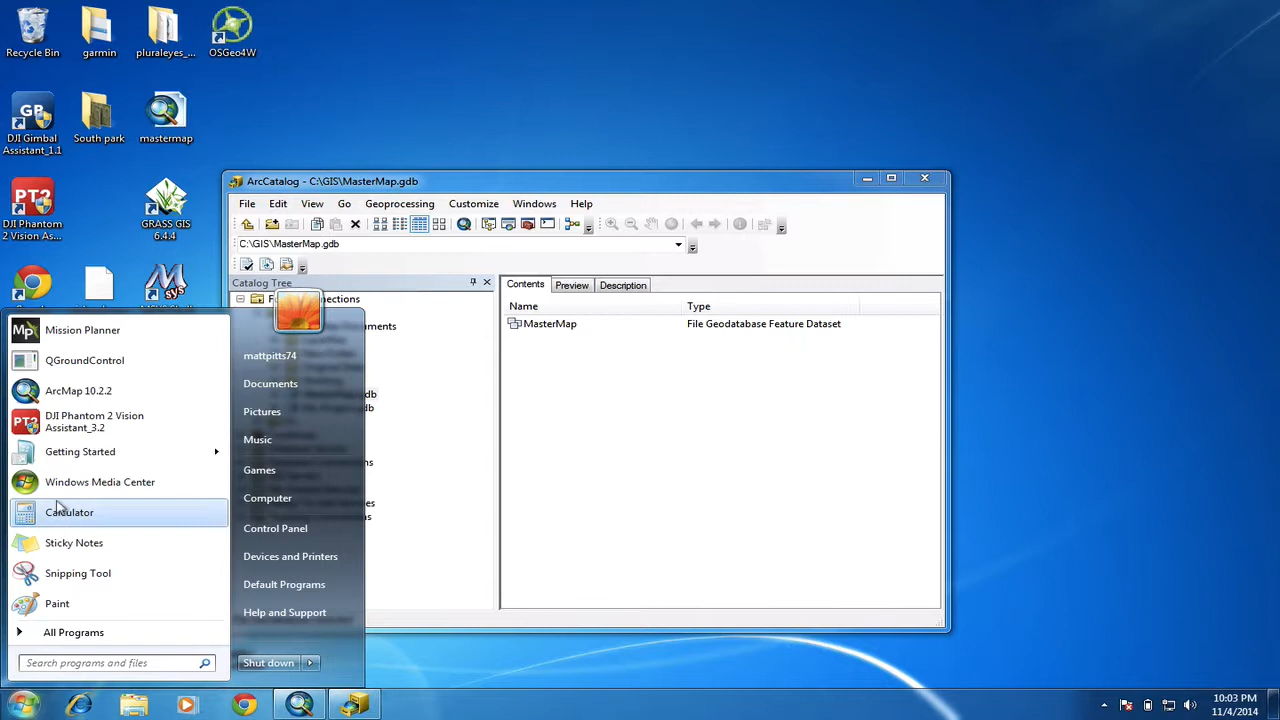 Recycle Bin
garmin
pluraleyes_...
OSGeo4W
GB
DJI Gimbal
Assistant_1.1
South park
mastermap
PT2
DJI Phantom
2 Vision As...
GRASS GIS
6.4.4
M
sys
ArcCatalog - C:\GIS\MasterMap.gdb
File Edit View Go Geoprocessing Customize Windows Help
C:\GIS\MasterMap.gdb
Catalog Tree
Contents Preview Description
Name Type
MasterMap File Geodatabase Feature Dataset
Mp
Mission Planner
QGroundControl
ArcMap 10.2.2
PT2
DJI Phantom 2 Vision
Assistant_3.2
Getting Started
Windows Media Center
Calculator
Sticky Notes
Snipping Tool
Paint
All Programs
Search programs and files
mattpitts74
Documents
Pictures
Music
Games
Computer
Control Panel
Devices and Printers
Default Programs
Help and Support
Shut down
10:03 PM
11/4/2014